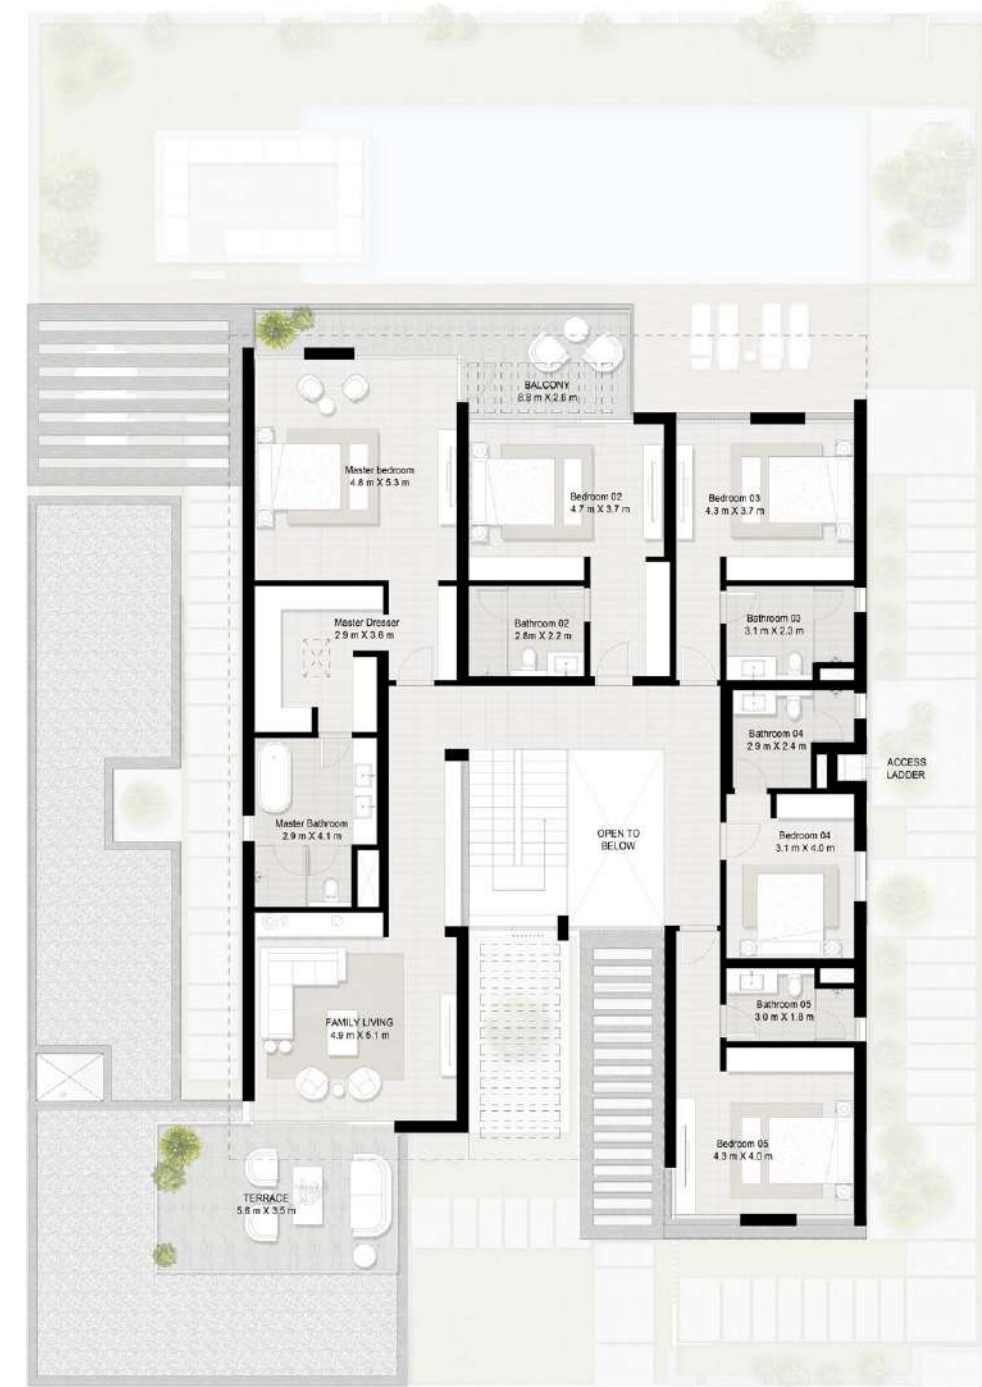 BALCONY
8.8 m X 2.6 m
Master bedroom
4.8 m X 5.3 m
Bedroom 02
4.7 m X 3.7 m
Bedroom 03
4.3 m X 3.7 m
Master Dresser
2.9 m X 3.6 m
Bathroom 02
2.8m X 2.2 m
Bathroom 03
3.1 m X 2.3 m
Bathroom 04
2.9 m X 2.4 m
ACCESS
LADDER
Master Bathroom
2.9 m X 4.1 m
OPEN TO
BELOW
Bedroom 04
3.1 m X 4.0 m
FAMILY LIVING
4.9 m X 5.1 m
Bathroom 05
3.0 m X 1.8 m
Bedroom 05
4.3 m X 4.0 m
TERRACE
5.8 m X 3.5 m